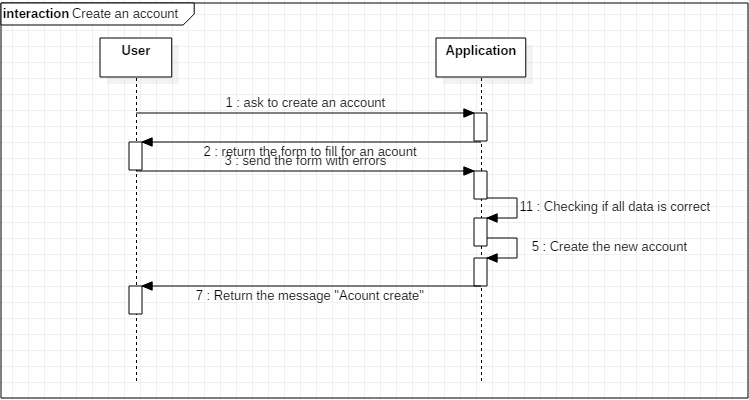 interaction Create an account
User
Application
1 : ask to create an account
2 : return the form to fill for an acount
3 : send the form with errors
11 : Checking if all data is correct
5 : Create the new account
7 : Return the message "Acount create"